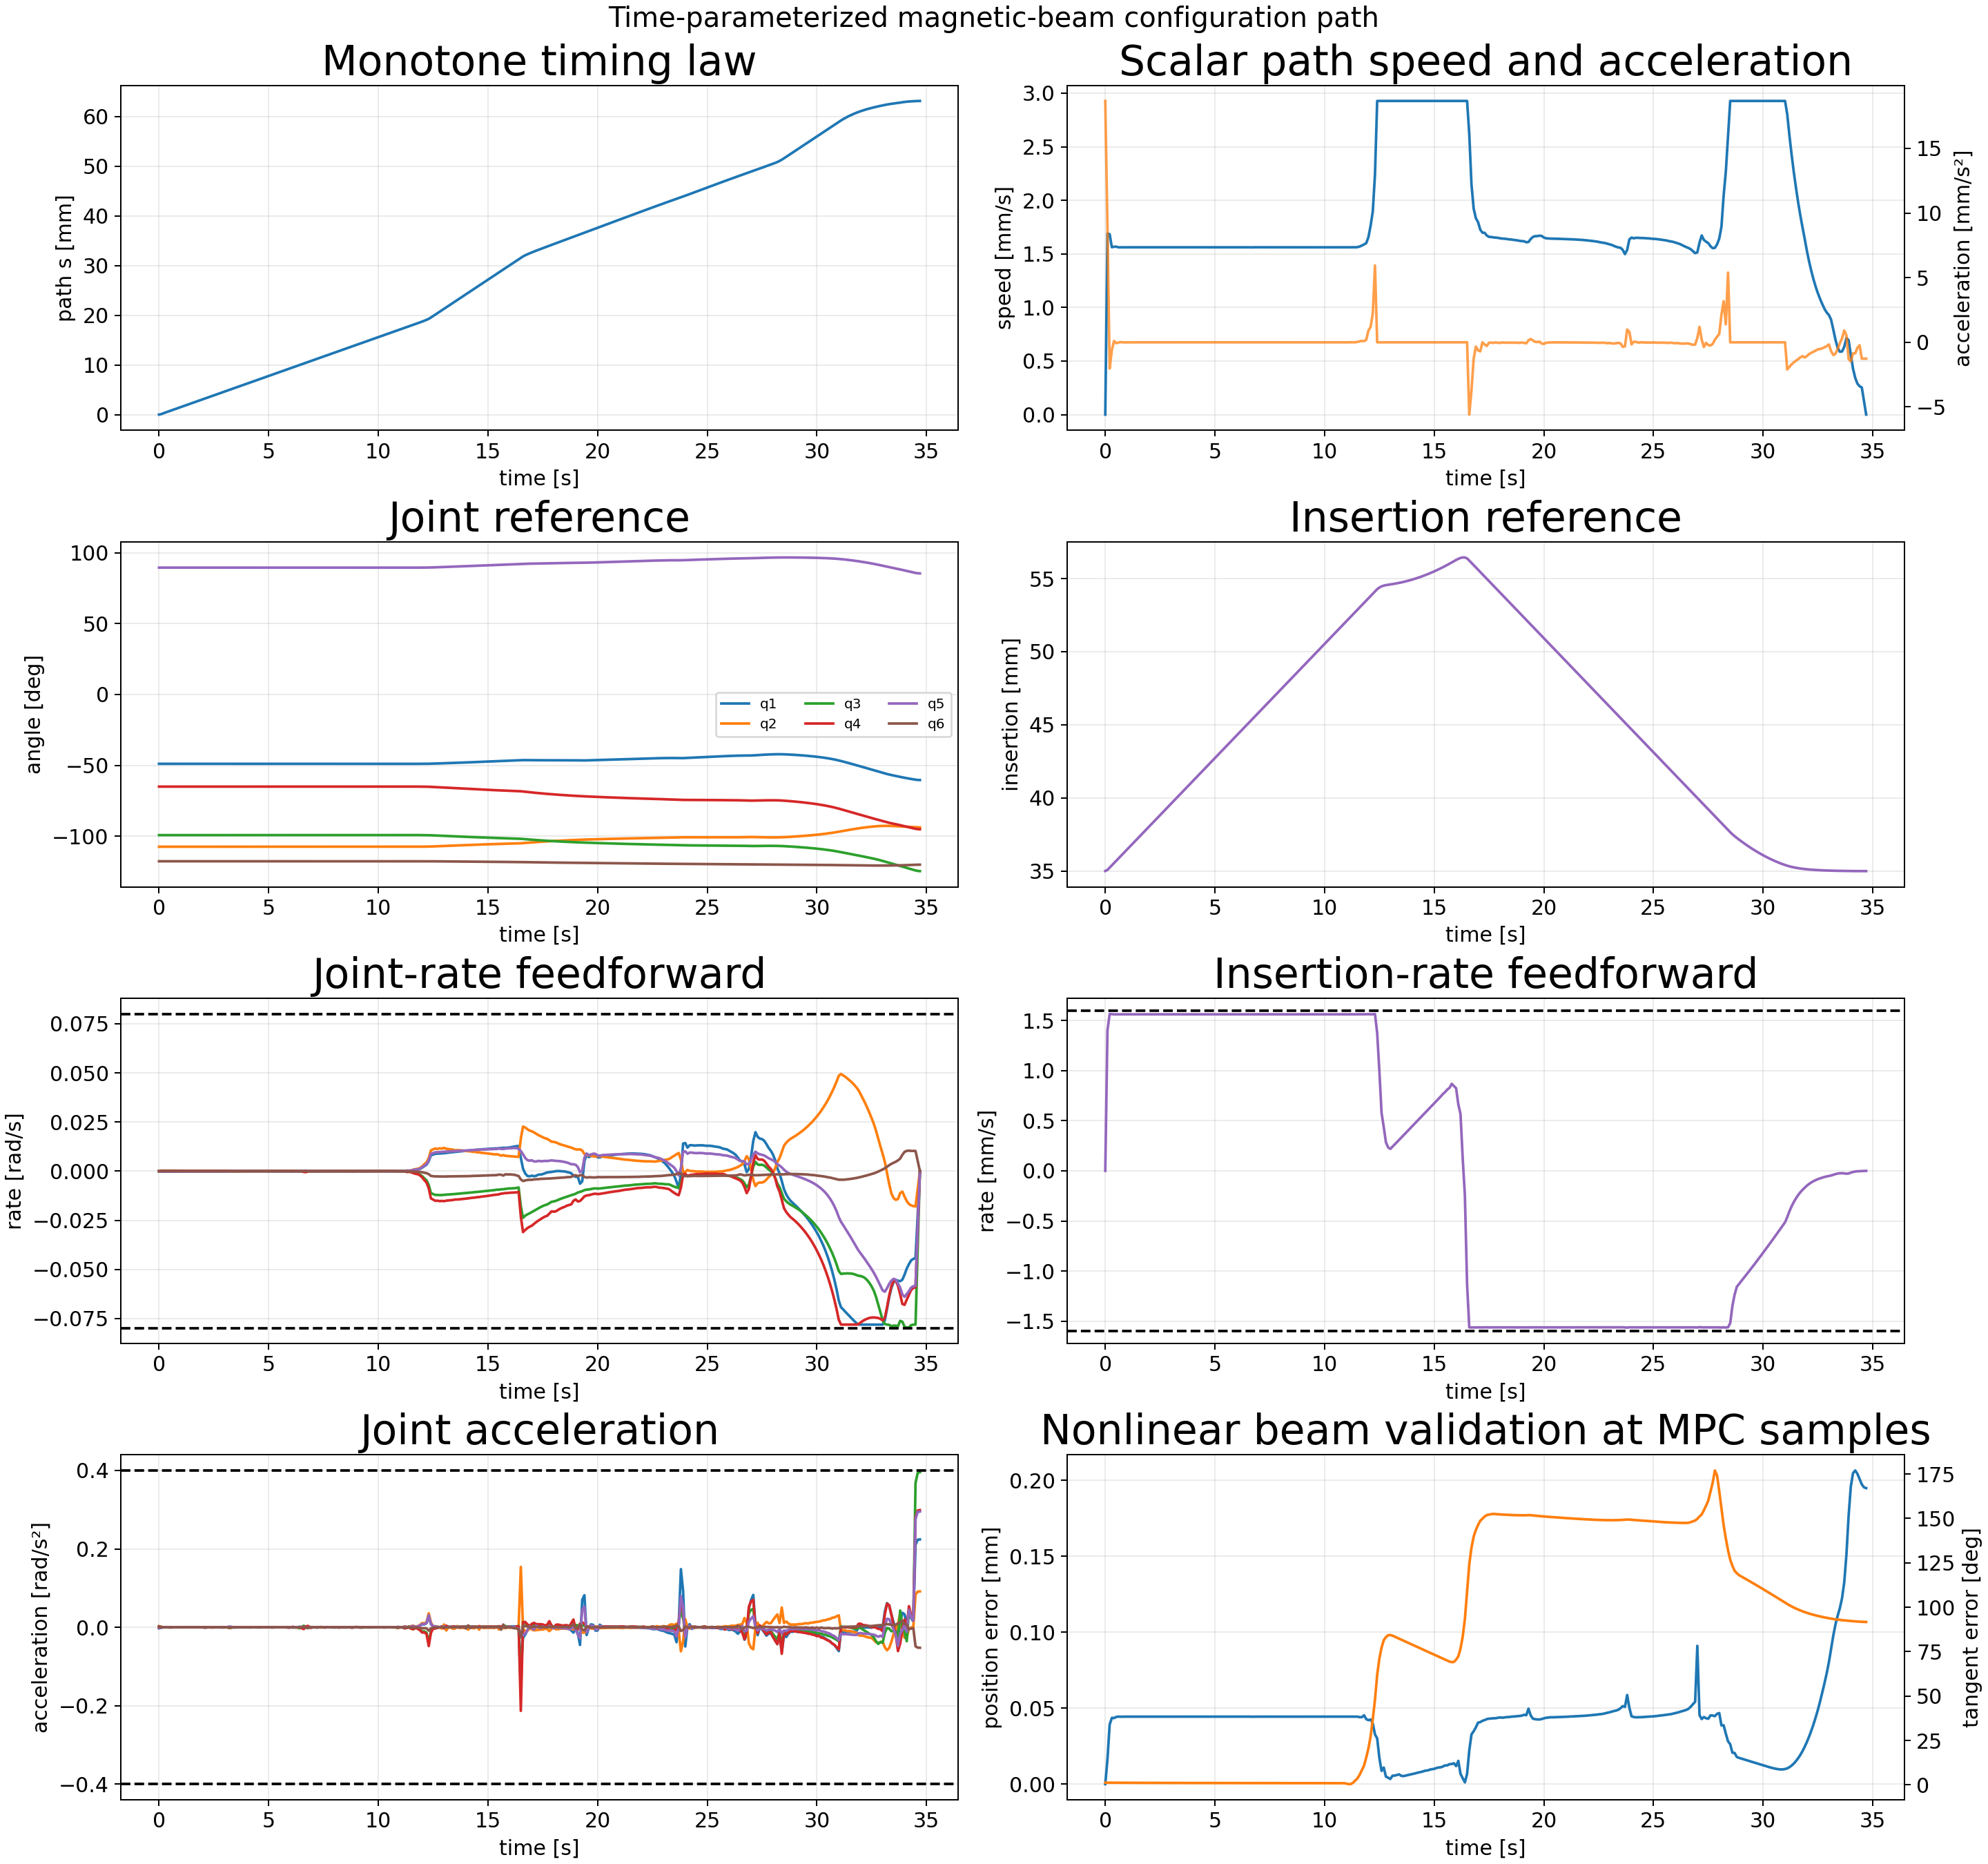 Time-parameterized magnetic-beam configuration path
Monotone timing law
path s [mm]
60
50
40
30
20
10
0
0 5 10 15 20 25 30 35
time [s]
Scalar path speed and acceleration
speed [mm/s]
3.0
2.5
2.0
1.5
1.0
0.5
0.0
acceleration [mm/s²]
15
10
5
0
−5
0 5 10 15 20 25 30 35
time [s]
Joint reference
angle [deg]
100
50
0
−50
−100
q1 q3 q5
q2 q4 q6
0 5 10 15 20 25 30 35
time [s]
Insertion reference
insertion [mm]
55
50
45
40
35
0 5 10 15 20 25 30 35
time [s]
Joint-rate feedforward
rate [rad/s]
0.075
0.050
0.025
0.000
−0.025
−0.050
−0.075
0 5 10 15 20 25 30 35
time [s]
Insertion-rate feedforward
rate [mm/s]
1.5
1.0
0.5
0.0
−0.5
−1.0
−1.5
0 5 10 15 20 25 30 35
time [s]
Joint acceleration
acceleration [rad/s²]
0.4
0.2
0.0
−0.2
−0.4
0 5 10 15 20 25 30 35
time [s]
Nonlinear beam validation at MPC samples
position error [mm]
0.20
0.15
0.10
0.05
0.00
tangent error [deg]
175
150
125
100
75
50
25
0
0 5 10 15 20 25 30 35
time [s]